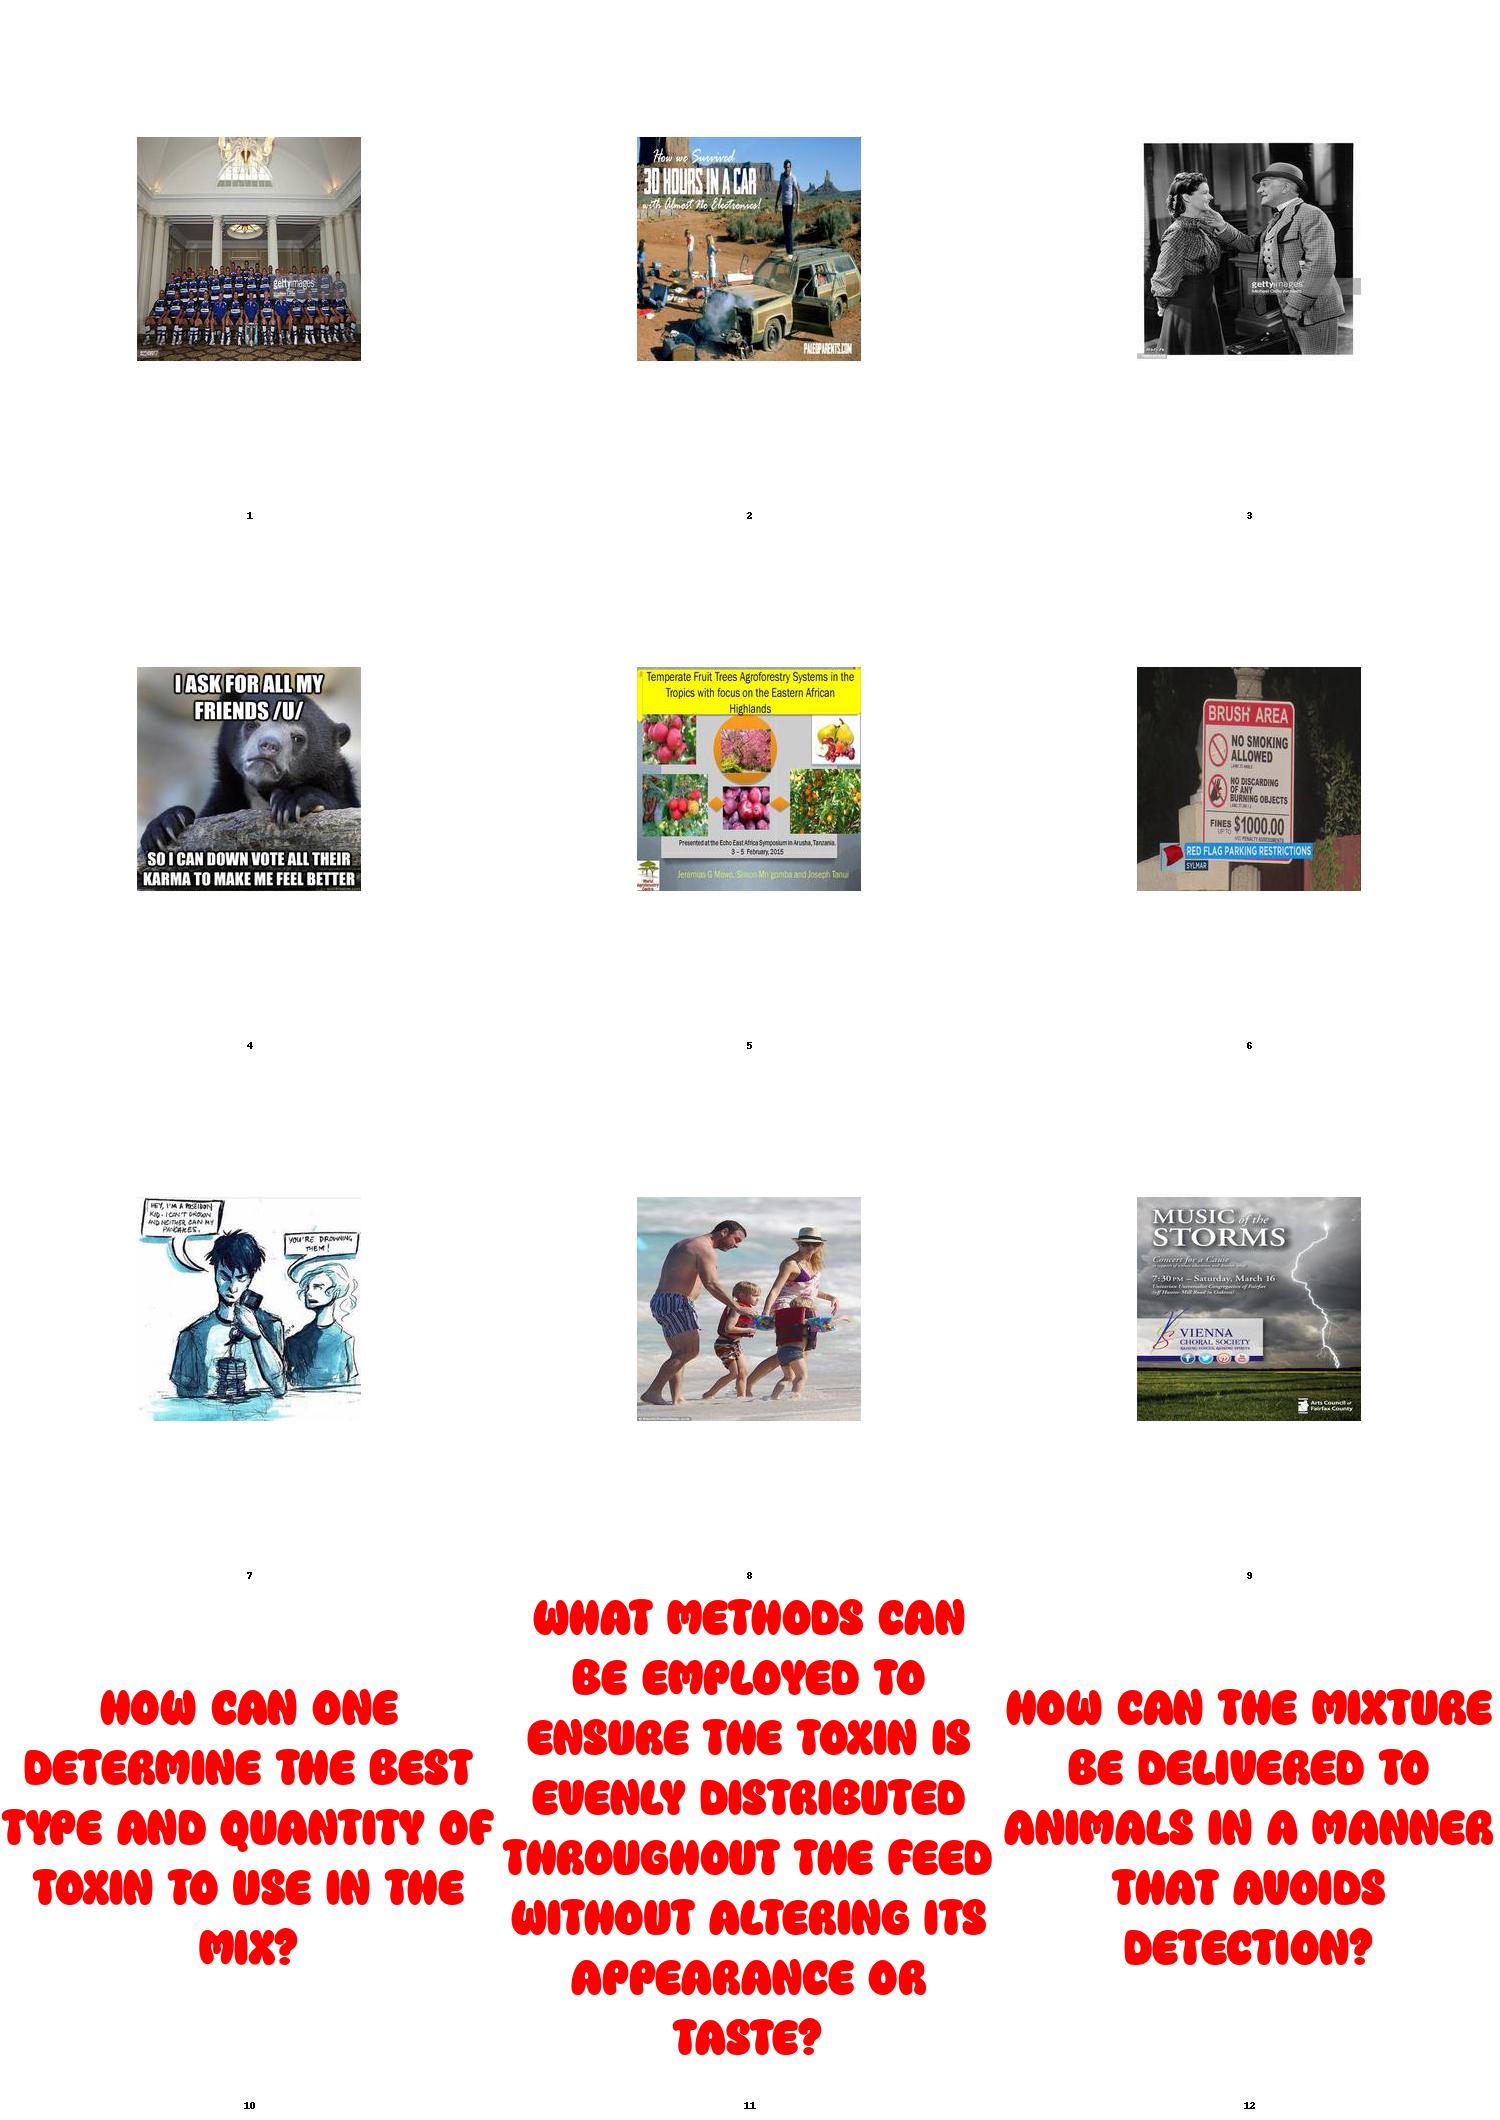 gettyimages
1
How we Survived
30 HOURS IN A CAR
with Almost No Electronics!
PALEOPARENTS.COM
2
gettyimages
3
I ASK FOR ALL MY
FRIENDS /U/
SO I CAN DOWN VOTE ALL THEIR
KARMA TO MAKE ME FEEL BETTER
4
Temperate Fruit Trees Agroforestry Systems in the
Tropics with focus on the Eastern African
Highlands
Presented at the Echo East Africa Symposium in Arusha, Tanzania.
3 – 5 February, 2015
World
Agroforestry
Centre
5
BRUSH AREA
NO SMOKING
ALLOWED
NO DISCARDING
OF ANY
BURNING OBJECTS
FINES UP TO $1000.00
RED FLAG PARKING RESTRICTIONS
SYLMAR
6
HEY, I'M A POSEIDON
KID. I CAN'T DROWN
AND NEITHER CAN MY
PANCAKES.
YOU'RE DROWNING
THEM!
7
8
MUSIC of the
STORMS
Concert for a Cause
7:30 PM – Saturday, March 16
Unitarian Universalist Congregation of Fairfax
VIENNA
CHORAL SOCIETY
RAISING VOICES, RAISING SPIRITS
Arts Council of
Fairfax County
9
HOW CAN ONE
DETERMINE THE BEST
TYPE AND QUANTITY OF
TOXIN TO USE IN THE
MIX?
10
WHAT METHODS CAN
BE EMPLOYED TO
ENSURE THE TOXIN IS
EVENLY DISTRIBUTED
THROUGHOUT THE FEED
WITHOUT ALTERING ITS
APPEARANCE OR
TASTE?
11
HOW CAN THE MIXTURE
BE DELIVERED TO
ANIMALS IN A MANNER
THAT AVOIDS
DETECTION?
12